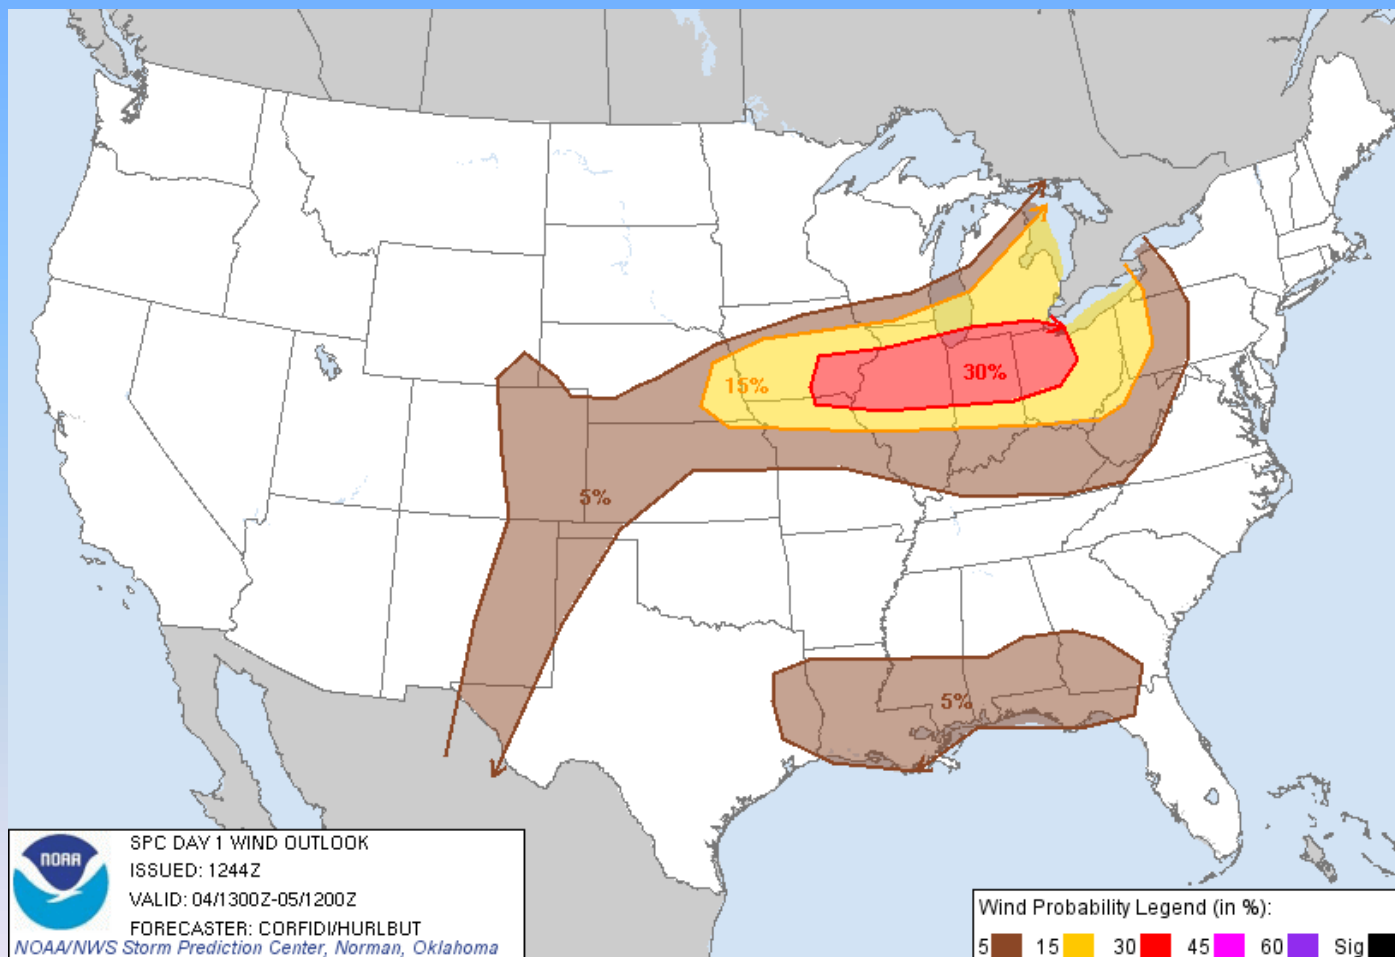 30%
15%
5%
5%
NOAA
SPC DAY 1 WIND OUTLOOK
ISSUED: 1244Z
VALID: 04/1300Z-05/1200Z
FORECASTER: CORFIDI/HURLBUT
NOAA/NWS Storm Prediction Center, Norman, Oklahoma
Wind Probability Legend (in %):
5 15 30 45 60 Sig